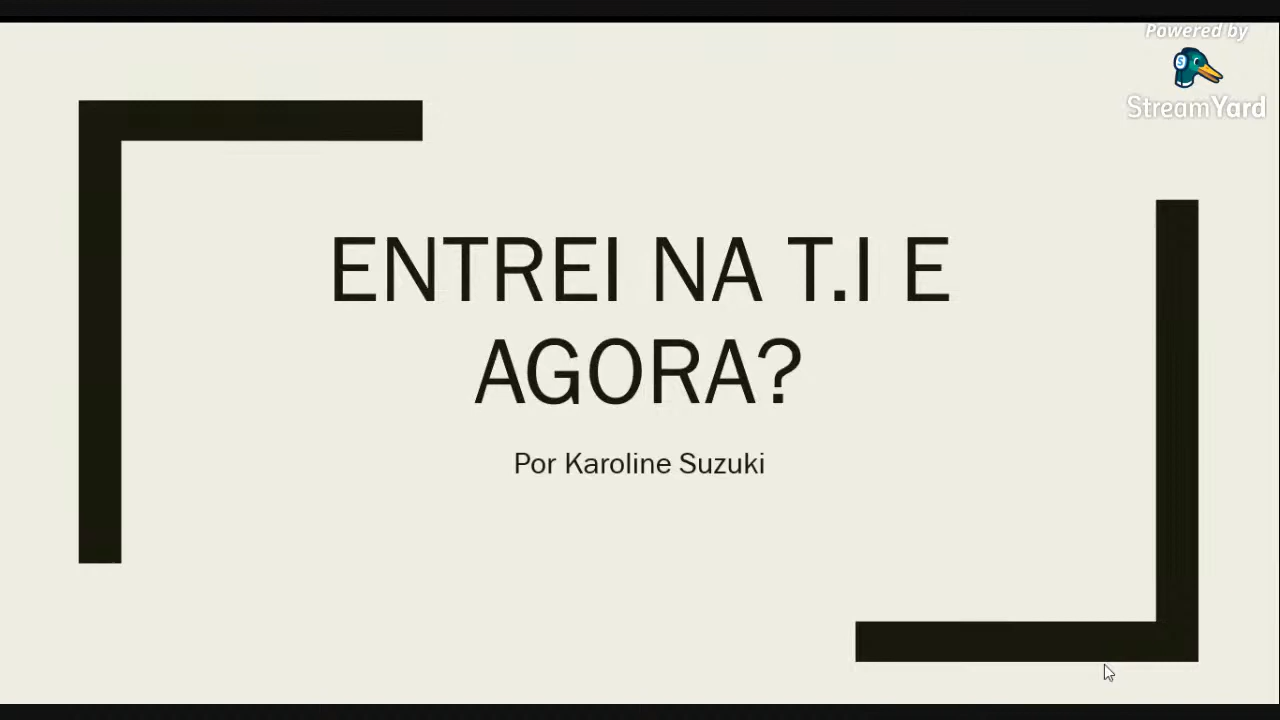 Powered by
StreamYard
ENTREI NA T.I E
AGORA?
Por Karoline Suzuki